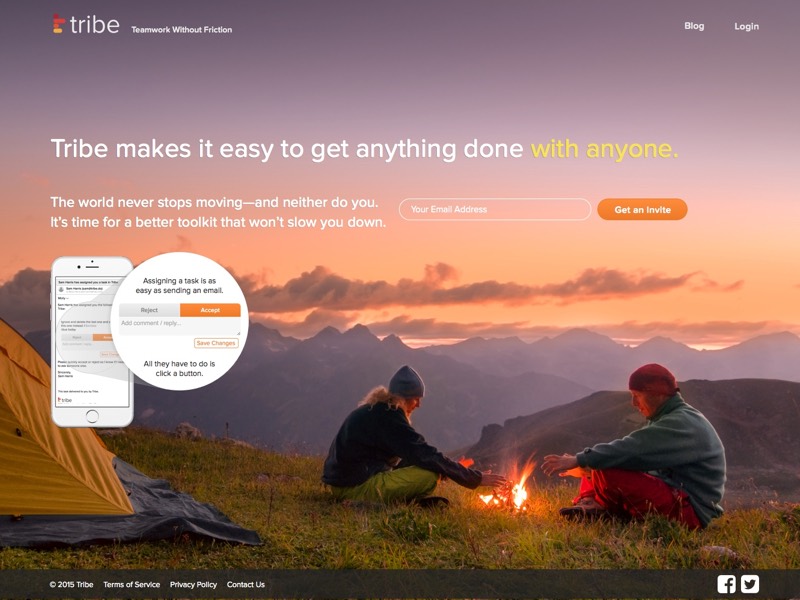 tribe
Teamwork Without Friction
Blog
Login
Tribe makes it easy to get anything done with anyone.
The world never stops moving—and neither do you.
It's time for a better toolkit that won't slow you down.
Your Email Address
Get an Invite
Assigning a task is as
easy as sending an email.
Reject
Accept
Add comment / reply...
Save Changes
All they have to do is
click a button.
tribe
© 2015 Tribe
Terms of Service
Privacy Policy
Contact Us